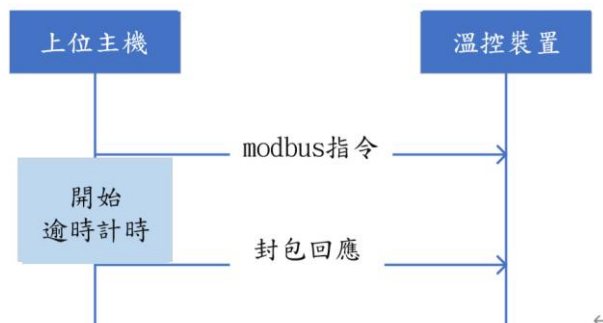 上位主機
溫控裝置
modbus指令
開始
逾時計時
封包回應